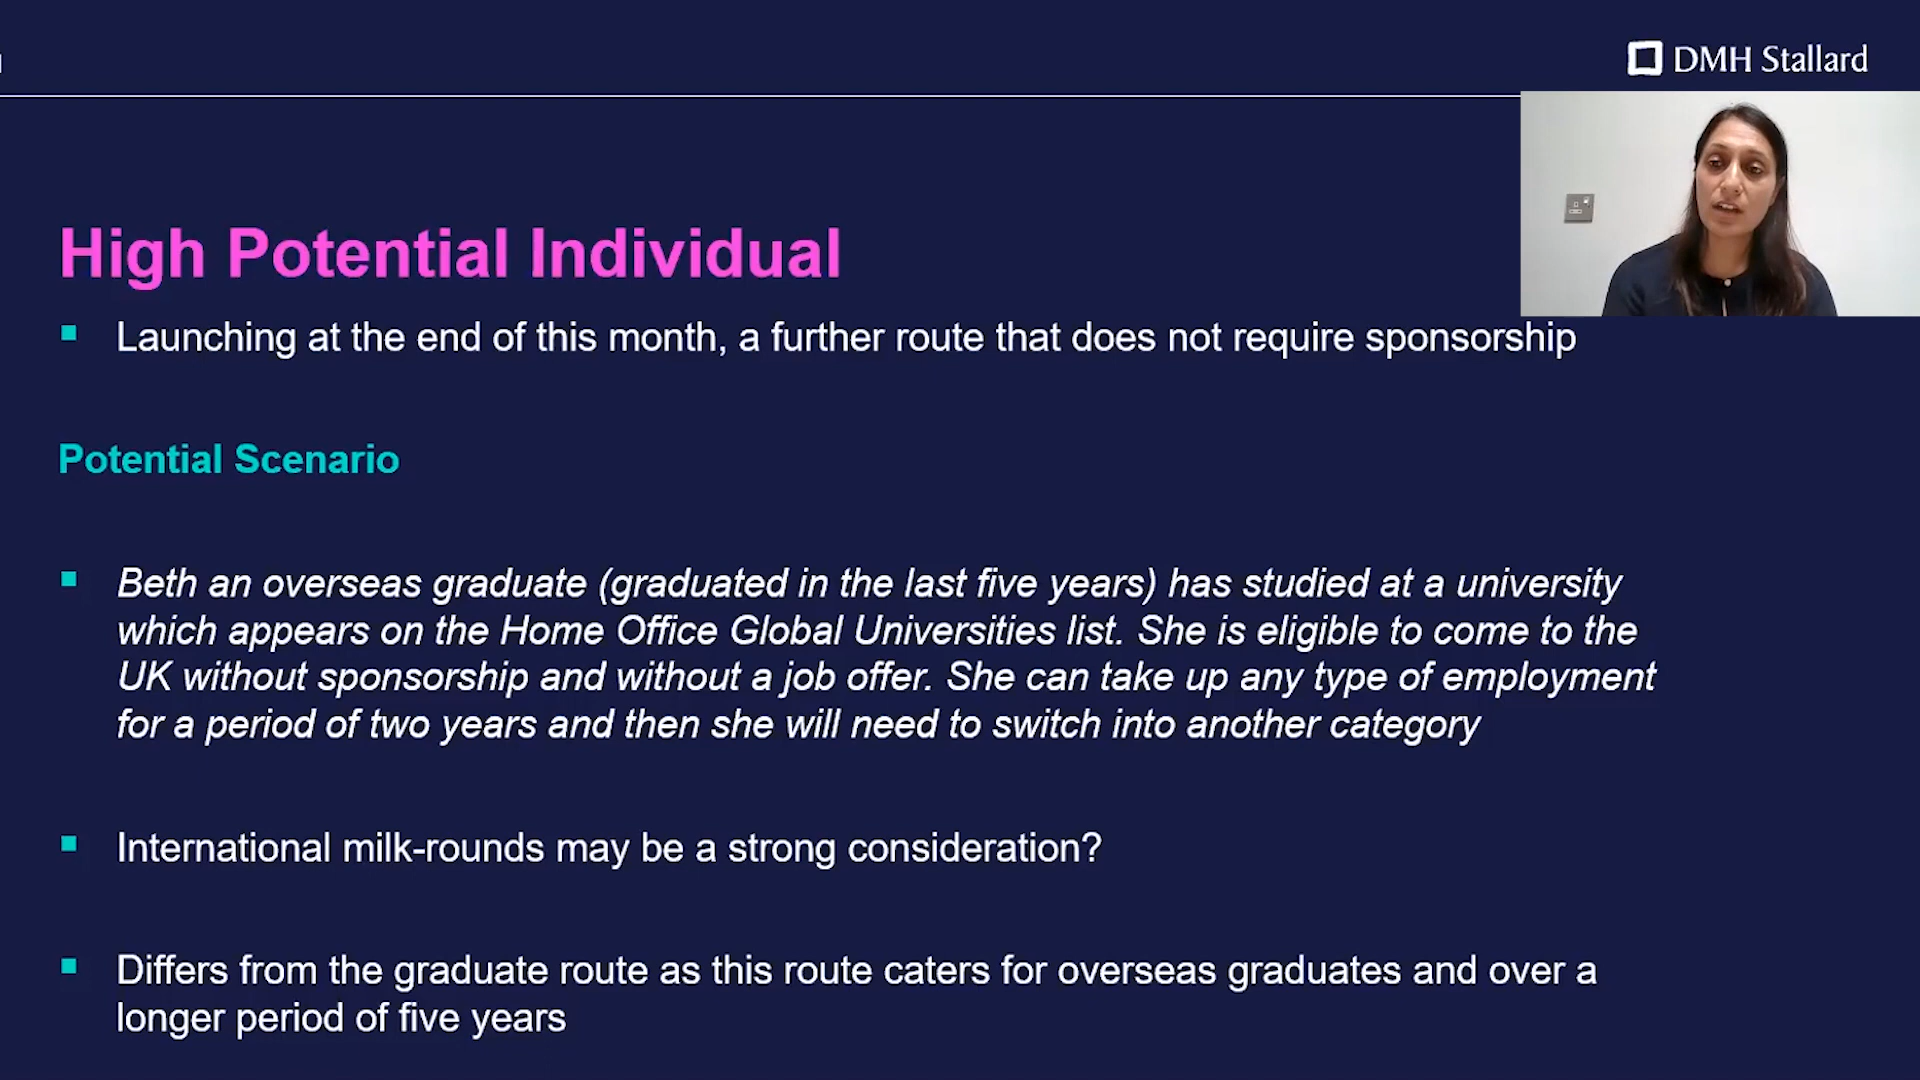 DMH Stallard
High Potential Individual
Launching at the end of this month, a further route that does not require sponsorship
Potential Scenario
Beth an overseas graduate (graduated in the last five years) has studied at a university
which appears on the Home Office Global Universities list. She is eligible to come to the
UK without sponsorship and without a job offer. She can take up any type of employment
for a period of two years and then she will need to switch into another category
International milk-rounds may be a strong consideration?
Differs from the graduate route as this route caters for overseas graduates and over a
longer period of five years